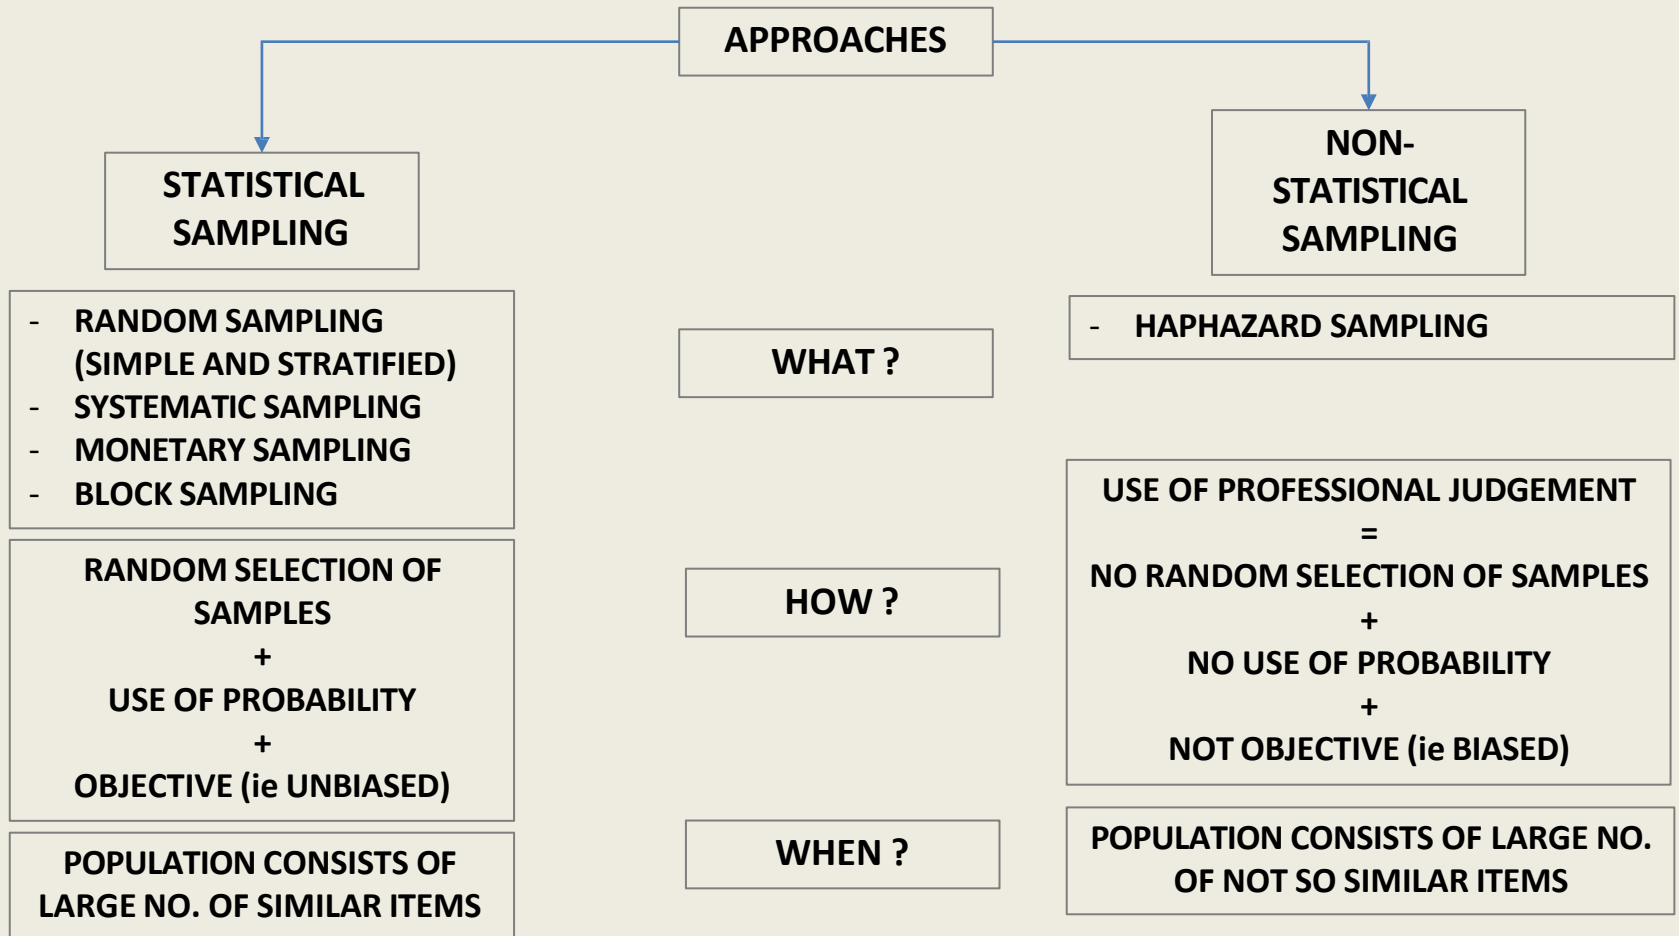 APPROACHES
STATISTICAL
SAMPLING
NON-
STATISTICAL
SAMPLING
- RANDOM SAMPLING
(SIMPLE AND STRATIFIED)
- SYSTEMATIC SAMPLING
- MONETARY SAMPLING
- BLOCK SAMPLING
WHAT ?
- HAPHAZARD SAMPLING
RANDOM SELECTION OF
SAMPLES
+
USE OF PROBABILITY
+
OBJECTIVE (ie UNBIASED)
HOW ?
USE OF PROFESSIONAL JUDGEMENT
=
NO RANDOM SELECTION OF SAMPLES
+
NO USE OF PROBABILITY
+
NOT OBJECTIVE (ie BIASED)
POPULATION CONSISTS OF
LARGE NO. OF SIMILAR ITEMS
WHEN ?
POPULATION CONSISTS OF LARGE NO.
OF NOT SO SIMILAR ITEMS